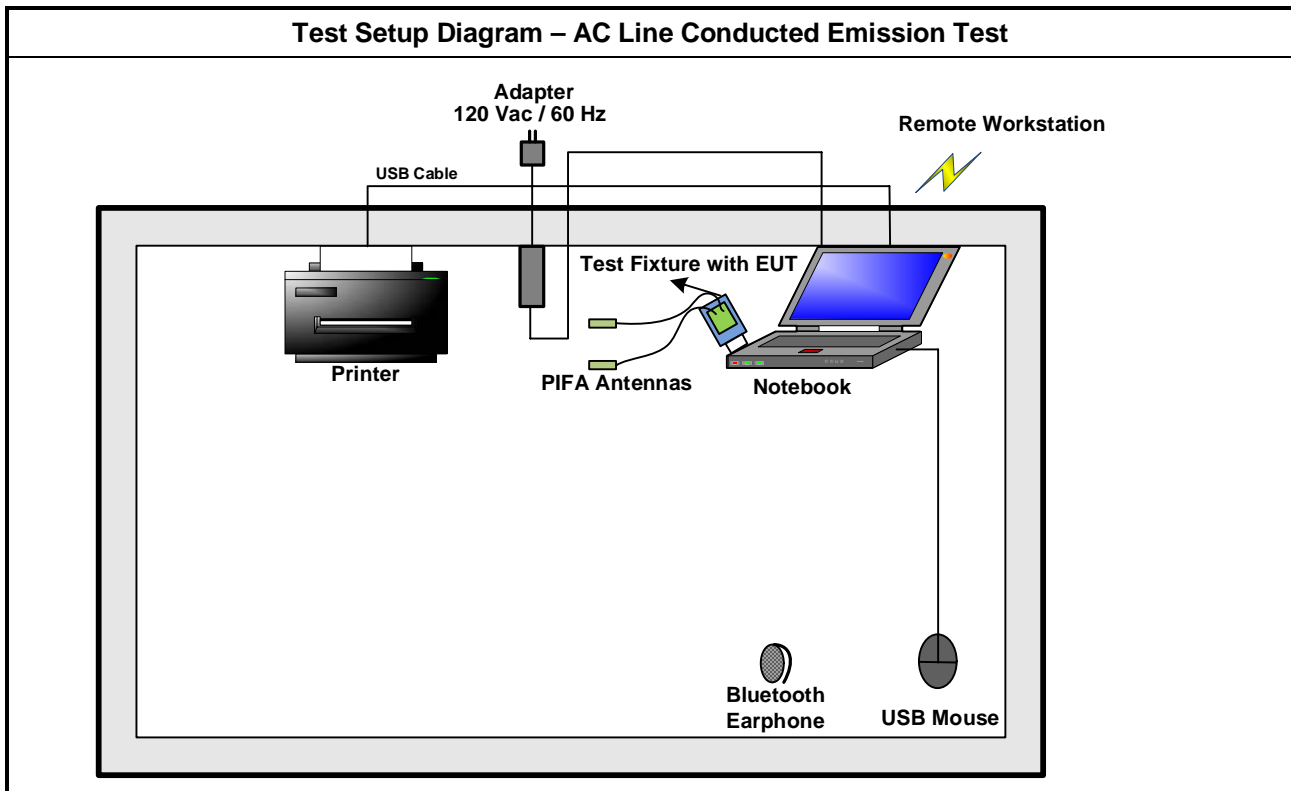 Test Setup Diagram – AC Line Conducted Emission Test
Adapter
120 Vac / 60 Hz
Remote Workstation
USB Cable
Test Fixture with EUT
Printer
PIFA Antennas
Notebook
Bluetooth
Earphone
USB Mouse